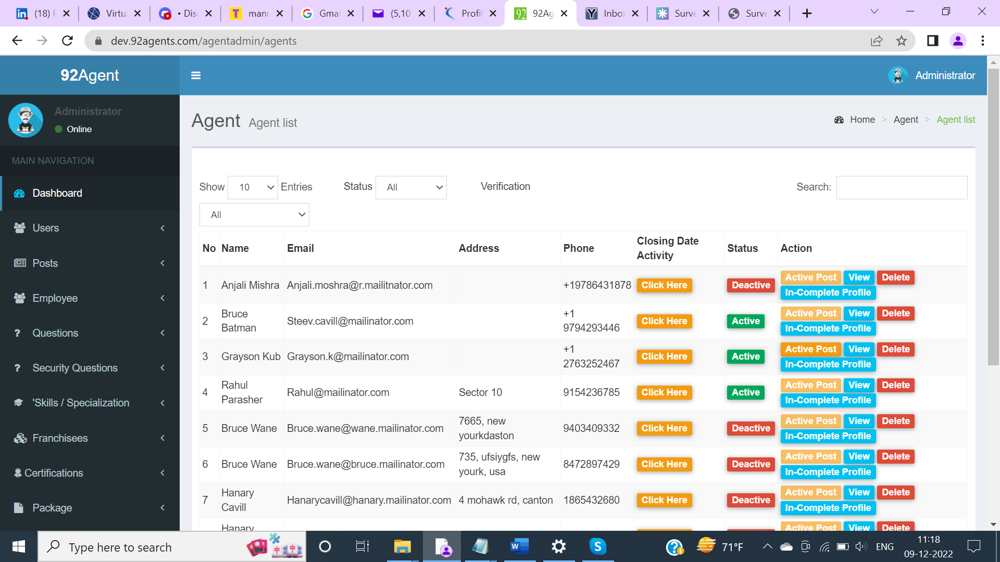 (18) F
Virtu
• Disc
manu
Gmai
(5,10
Profil
92Ag
Inbox
Surve
Surve
dev.92agents.com/agentadmin/agents
92Agent
Administrator
Administrator
Online
MAIN NAVIGATION
Dashboard
Users
Posts
Employee
Questions
Security Questions
'Skills / Specialization
Franchisees
Certifications
Package
Agent Agent list
Home > Agent > Agent list
Show 10 Entries Status All Verification Search:
All
No Name Email Address Phone Closing Date Activity Status Action
1 Anjali Mishra Anjali.moshra@r.mailitnator.com +19786431878 Click Here Deactive Active Post View Delete
In-Complete Profile
2 Bruce Batman Steev.cavill@mailinator.com +1 9794293446 Click Here Active Active Post View Delete
In-Complete Profile
3 Grayson Kub Grayson.k@mailinator.com +1 2763252467 Click Here Active Active Post View Delete
In-Complete Profile
4 Rahul Parasher Rahul@mailinator.com Sector 10 9154236785 Click Here Active Active Post View Delete
In-Complete Profile
5 Bruce Wane Bruce.wane@wane.mailinator.com 7665, new yourkdaston 9403409332 Click Here Deactive Active Post View Delete
In-Complete Profile
6 Bruce Wane Bruce.wane@bruce.mailinator.com 735, ufsiygfs, new yourk, usa 8472897429 Click Here Deactive Active Post View Delete
In-Complete Profile
7 Hanary Cavill Hanarycavill@hanary.mailinator.com 4 mohawk rd, canton 1865432680 Click Here Deactive Active Post View Delete
In-Complete Profile
Hanary Active Post View Delete
Type here to search
71°F
ENG
11:18
09-12-2022